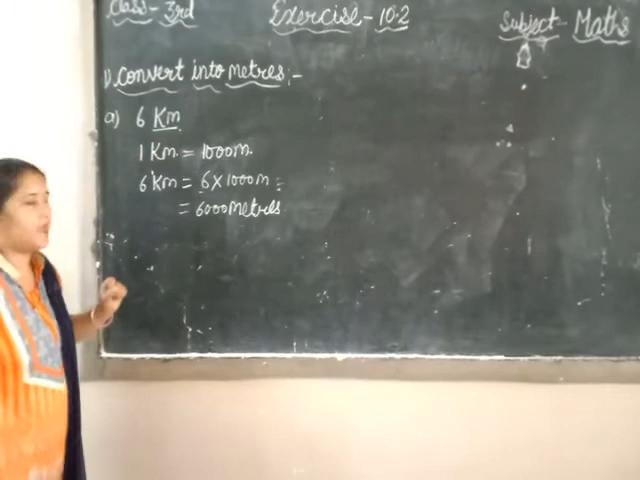 Class - 3rd Exercise - 10.2 Subject - Maths
1) Convert into metres :-
a) 6 Km
1 Km = 1000m.
6 Km = 6 X 1000m =
= 6000 metres